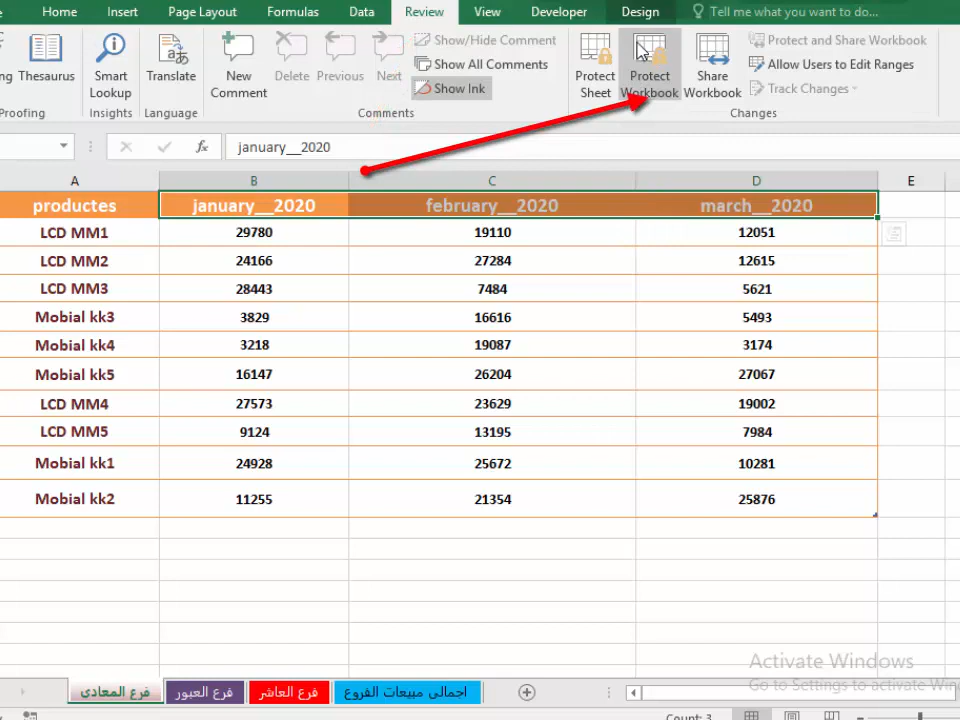 Home Insert Page Layout Formulas Data Review View Developer Design Tell me what you want to do...
Thesaurus
Smart Lookup
Translate
New Comment
Delete
Previous
Next
Show/Hide Comment
Show All Comments
Show Ink
Protect Sheet
Protect Workbook
Share Workbook
Protect and Share Workbook
Allow Users to Edit Ranges
Track Changes
Insights Language Comments Changes
fx january__2020
A B C D E
productes january__2020 february__2020 march__2020
LCD MM1 29780 19110 12051
LCD MM2 24166 27284 12615
LCD MM3 28443 7484 5621
Mobial kk3 3829 16616 5493
Mobial kk4 3218 19087 3174
Mobial kk5 16147 26204 27067
LCD MM4 27573 23629 19002
LCD MM5 9124 13195 7984
Mobial kk1 24928 25672 10281
Mobial kk2 11255 21354 25876
Activate Windows
Go to Settings to activate
فرع المعادى
فرع العبور
فرع العاشر
اجمالى مبيعات الفروع
Count: 3